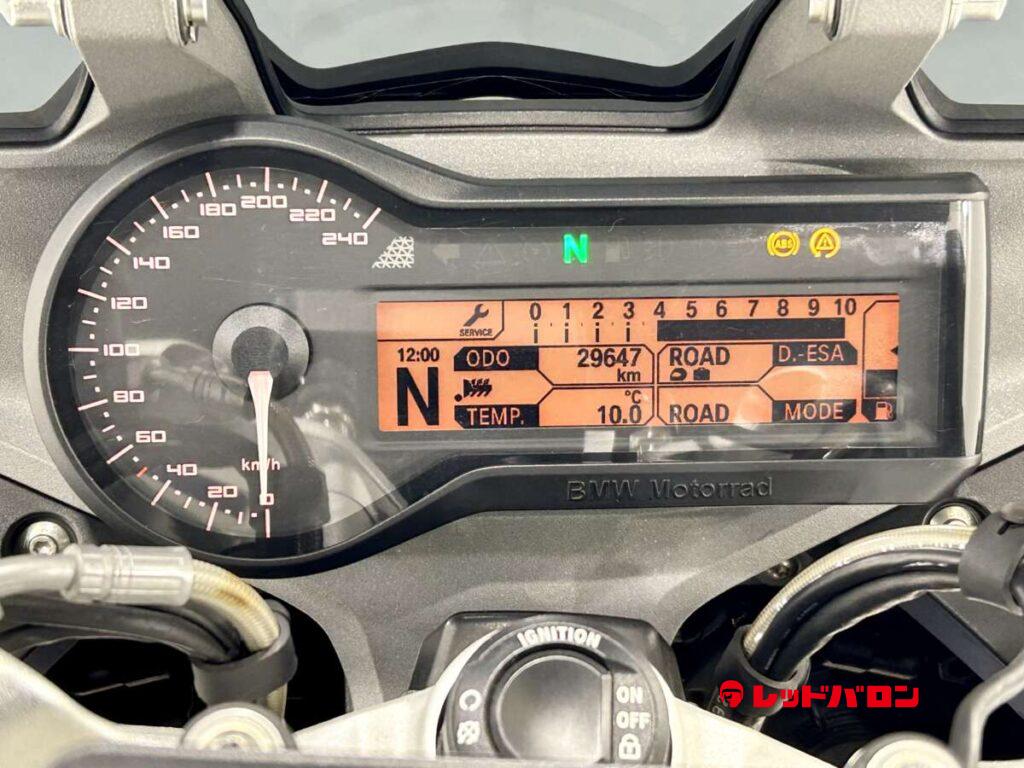 20
40
60
80
100
120
140
160
180
200
220
240
km/h
0
N
ABS
SERVICE
0 1 2 3 4 5 6 7 8 9 10
12:00
ODO 29647 km
ROAD D.-ESA
N
TEMP. °C 10.0
ROAD MODE
BMW Motorrad
IGNITION
ON
OFF
レッドバロン